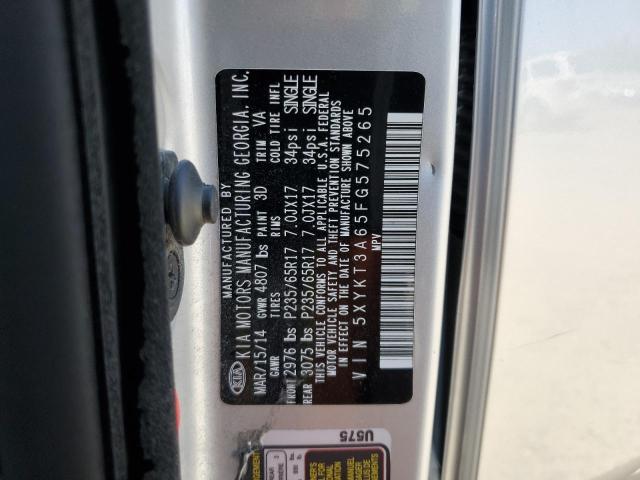 MANUFACTURED BY
KIA MOTORS MANUFACTURING GEORGIA, INC.
KIA
MAR/15/14 GVWR 4807 lbs PAINT 3D TRIM VA
GAWR TIRES RIMS COLD TIRE INFL
FRONT 2976 lbs P235/65R17 7.0JX17 34psi SINGLE
REAR 3075 lbs P235/65R17 7.0JX17 34psi SINGLE
THIS VEHICLE CONFORMS TO ALL APPLICABLE U.S.A. FEDERAL
MOTOR VEHICLE SAFETY AND THEFT PREVENTION STANDARDS
IN EFFECT ON THE DATE OF MANUFACTURE SHOWN ABOVE
VIN 5XYKT3A65FG575265
MPV
U575